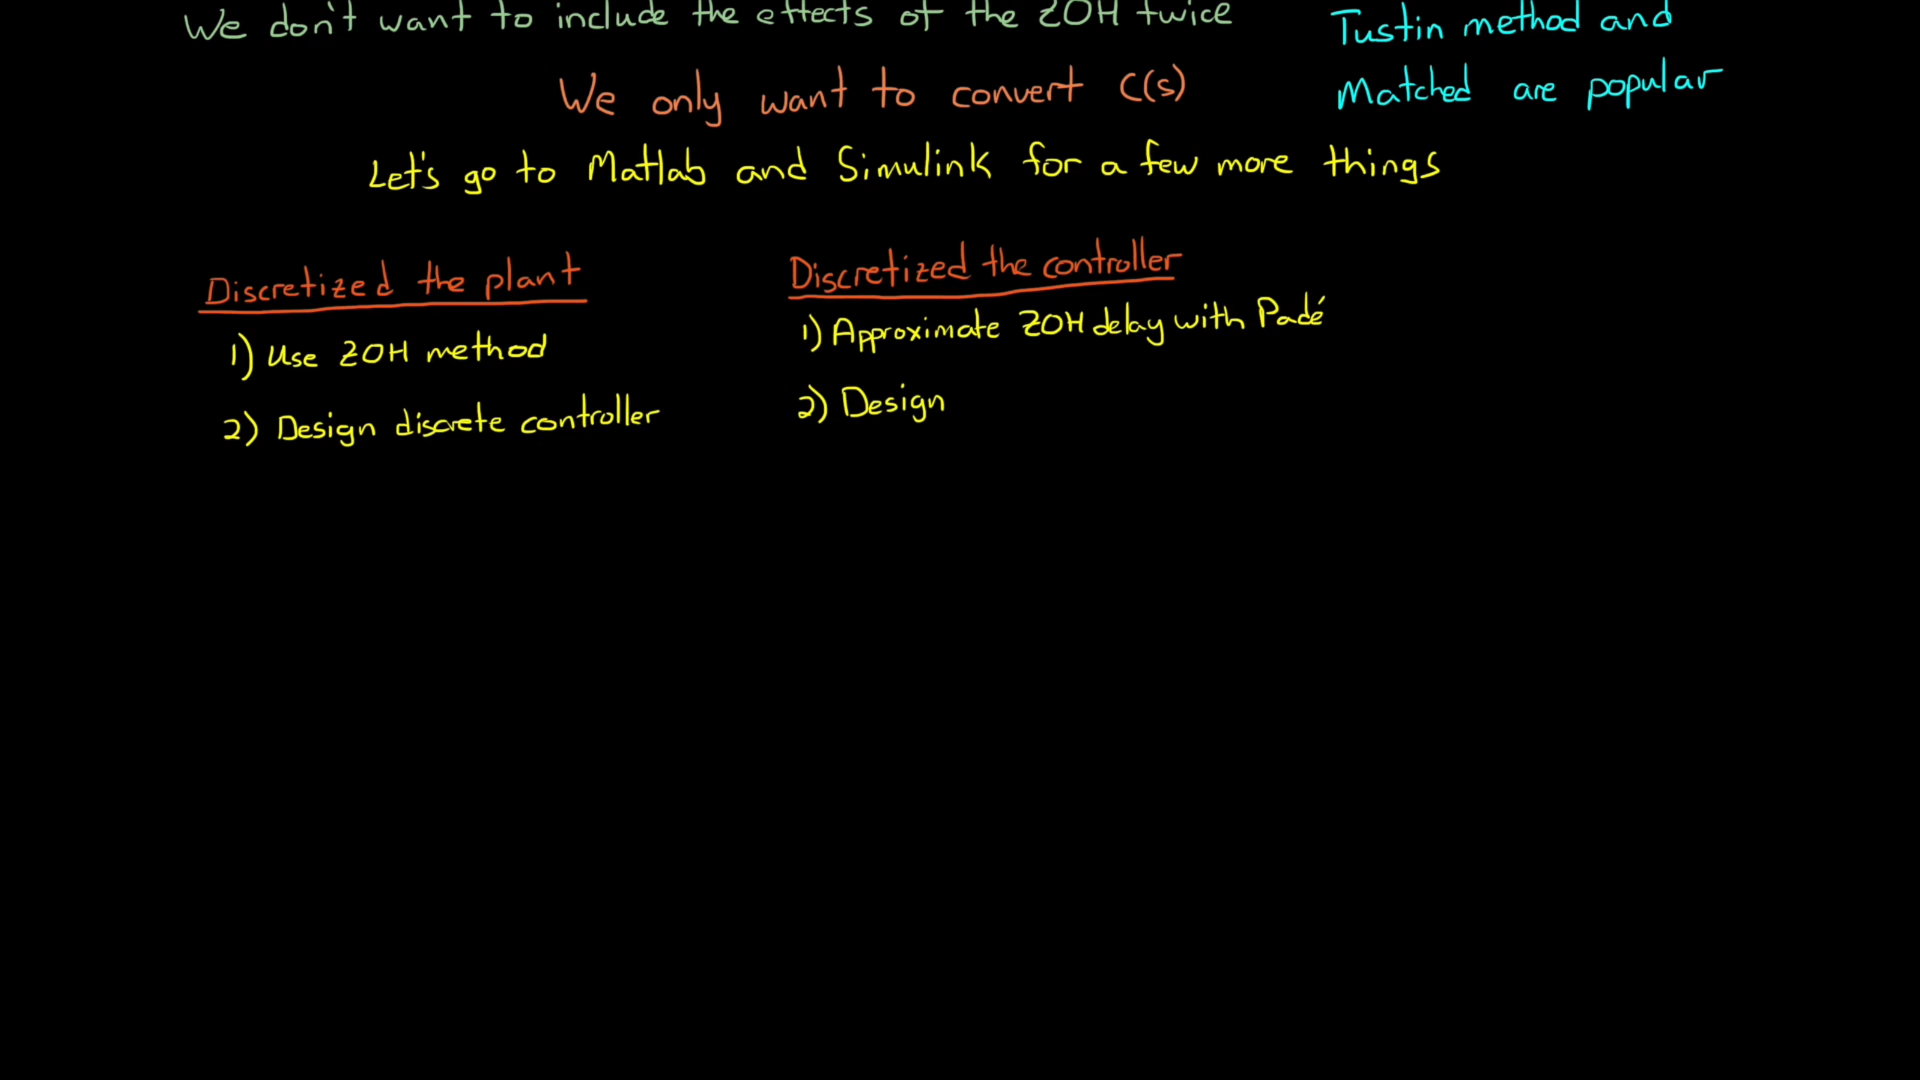 We don't want to include the effects of the ZOH twice
Tustin method and
Matched are popular
We only want to convert C(s)
Let's go to Matlab and Simulink for a few more things
Discretized the plant
1) Use ZOH method
2) Design discrete controller
Discretized the controller
1) Approximate ZOH delay with Padé
2) Design